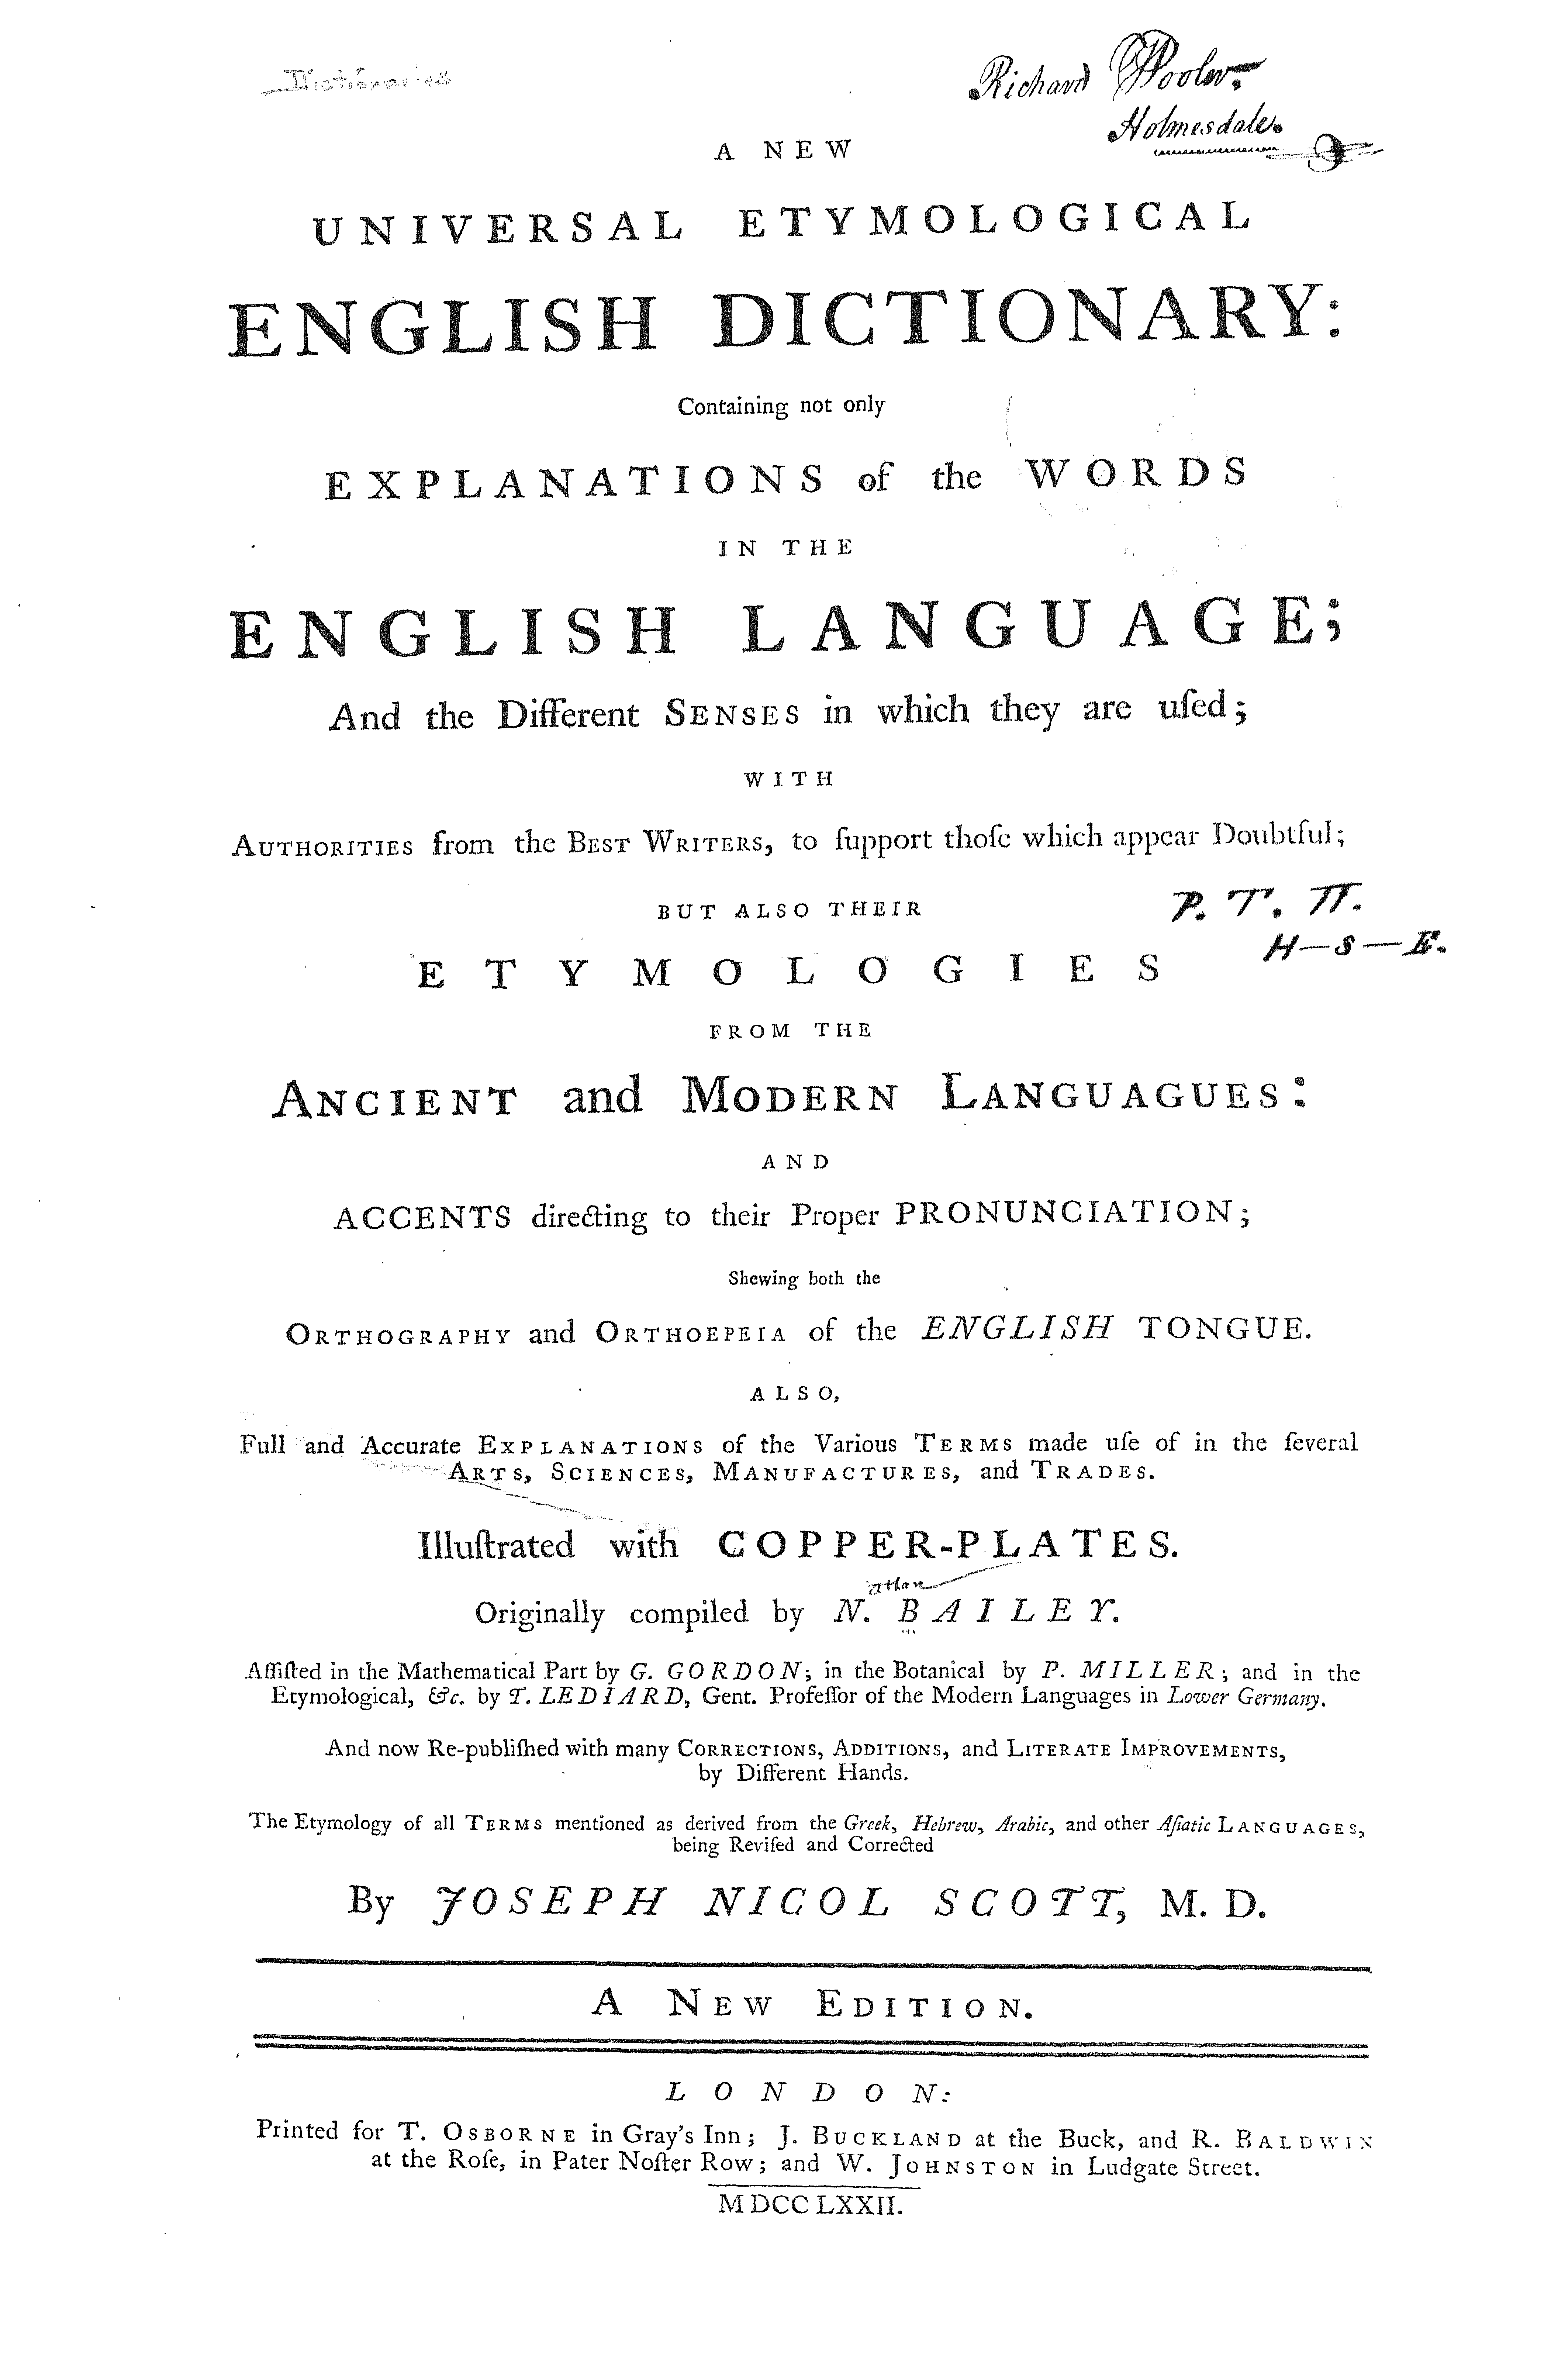 Dictionaries
Richard
Holmesdale.
A NEW
UNIVERSAL ETYMOLOGICAL
ENGLISH DICTIONARY:
Containing not only
EXPLANATIONS of the WORDS
IN THE
ENGLISH LANGUAGE;
And the Different SENSES in which they are uſed;
WITH
AUTHORITIES from the BEST WRITERS, to ſupport thoſe which appear Doubtful;
BUT ALSO THEIR
P. T. π.
H—S—E.
ETYMOLOGIES
FROM THE
ANCIENT and MODERN LANGUAGUES:
AND
ACCENTS directing to their Proper PRONUNCIATION;
Shewing both the
ORTHOGRAPHY and ORTHOEPEIA of the ENGLISH TONGUE.
ALSO,
Full and Accurate EXPLANATIONS of the Various TERMS made uſe of in the ſeveral
ARTS, SCIENCES, MANUFACTURES, and TRADES.
Illuſtrated with COPPER-PLATES.
athan
Originally compiled by N. BAILEY.
Aſſiſted in the Mathematical Part by G. GORDON; in the Botanical by P. MILLER; and in the
Etymological, &c. by T. LEDIARD, Gent. Profeſſor of the Modern Languages in Lower Germany.
And now Re-publiſhed with many CORRECTIONS, ADDITIONS, and LITERATE IMPROVEMENTS,
by Different Hands.
The Etymology of all TERMS mentioned as derived from the Greek, Hebrew, Arabic, and other Aſiatic LANGUAGES,
being Reviſed and Corrected
By JOSEPH NICOL SCOTT, M. D.
A NEW EDITION.
LONDON:
Printed for T. OSBORNE in Gray's Inn; J. BUCKLAND at the Buck, and R. BALDWIN
at the Roſe, in Pater Noſter Row; and W. JOHNSTON in Ludgate Street.
MDCCLXXII.